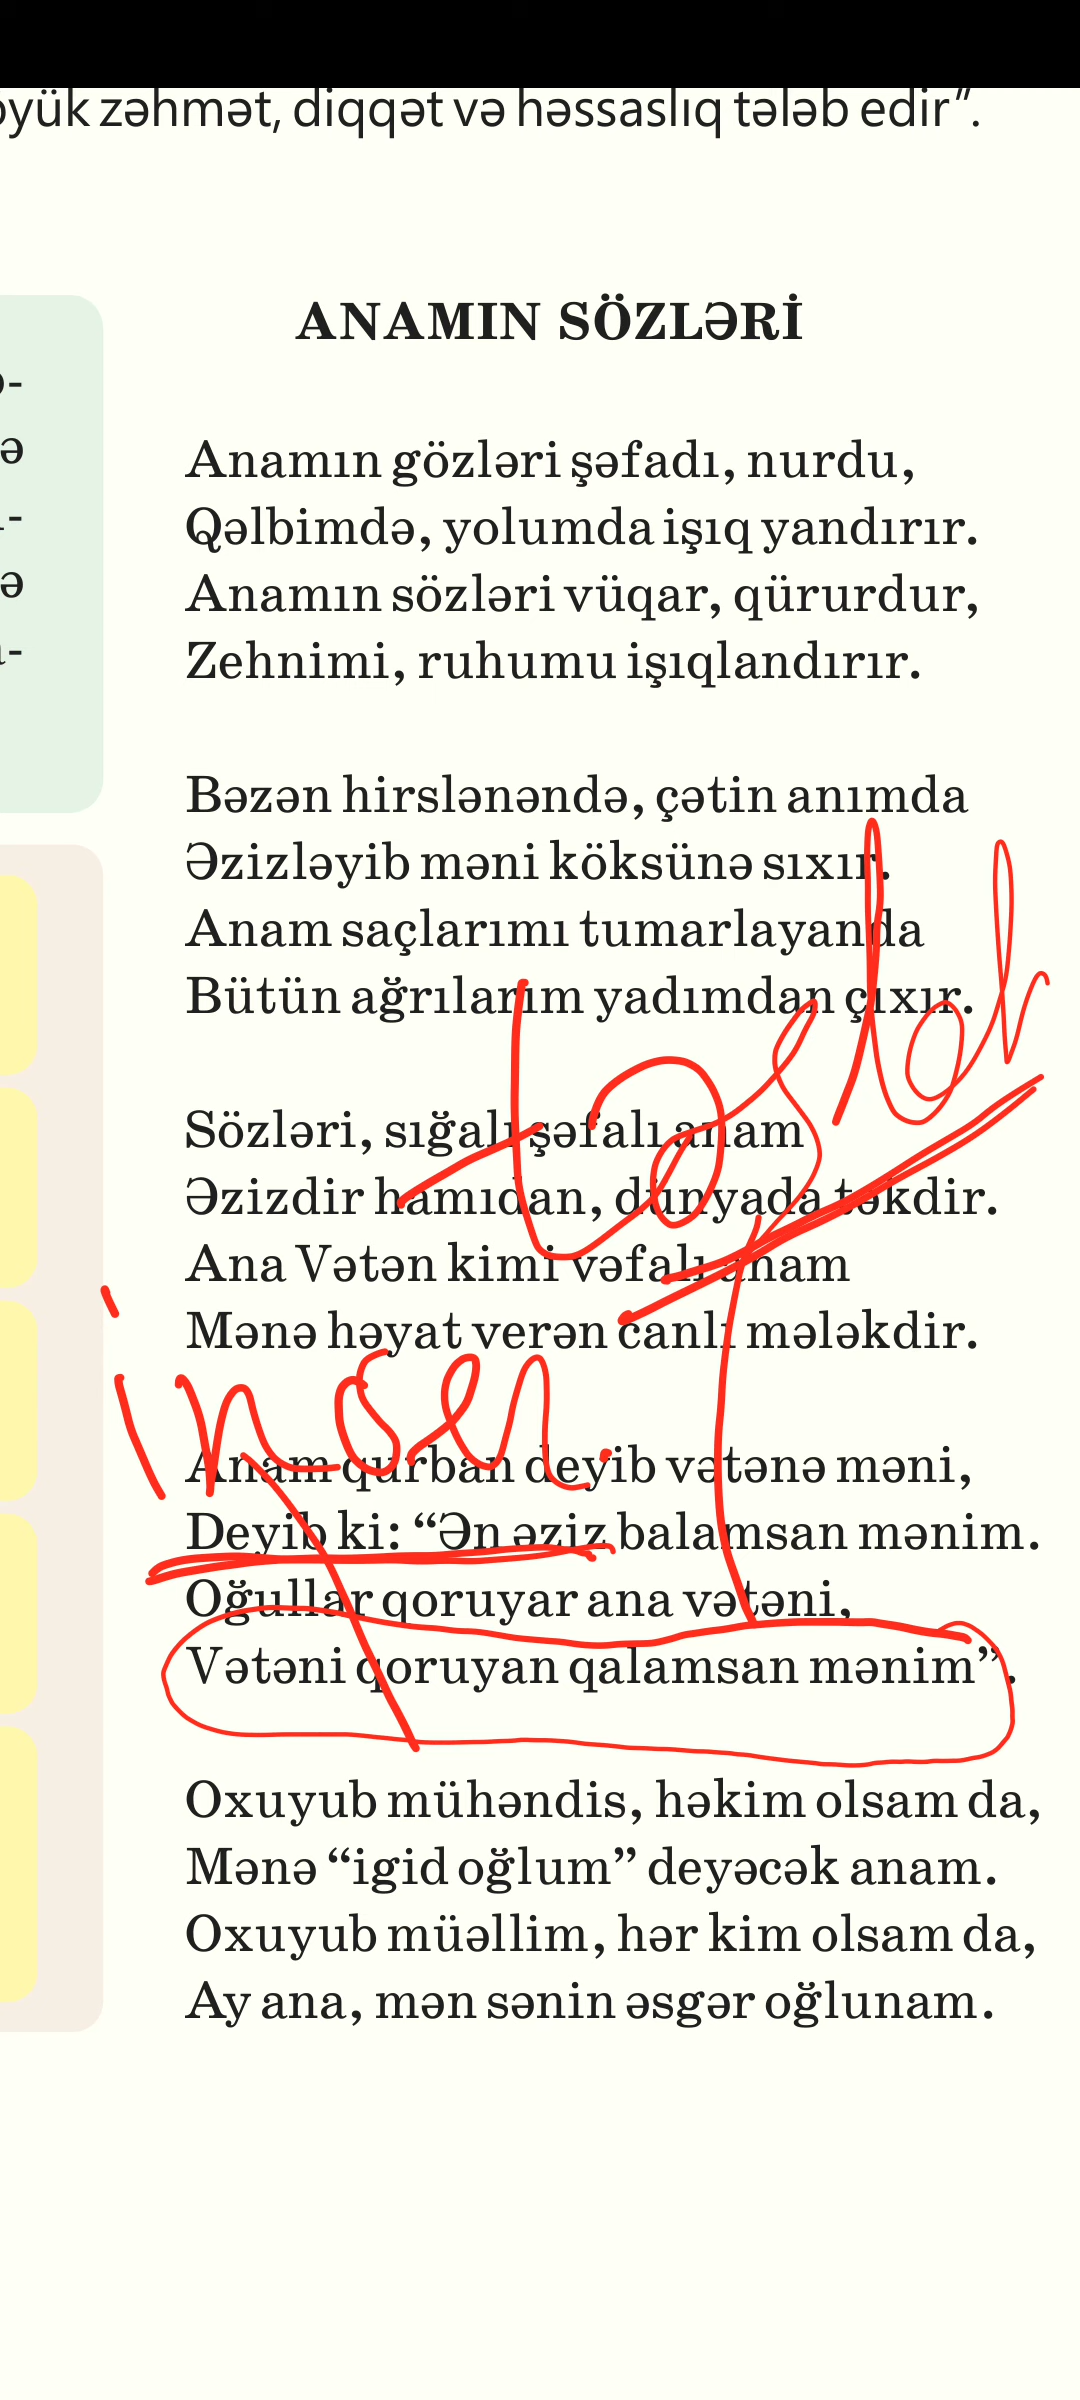 öyük zəhmət, diqqət və həssaslıq tələb edir”.
ANAMIN SÖZLƏRİ
Anamın gözləri şəfadı, nurdu,
Qəlbimdə, yolumda işıq yandırır.
Anamın sözləri vüqar, qürurdur,
Zehnimi, ruhumu işıqlandırır.
Bəzən hirslənəndə, çətin anımda
Əzizləyib məni köksünə sıxır.
Anam saçlarımı tumarlayanda
Bütün ağrılarım yadımdan çıxır.
Sözləri, sığalı şəfalı anam
Əzizdir hamıdan, dünyada təkdir.
Ana Vətən kimi vəfalı anam
Mənə həyat verən canlı mələkdir.
Anam qurban deyib vətənə məni,
Deyib ki: “Ən əziz balamsan mənim.
Oğullar qoruyar ana vətəni,
Vətəni qoruyan qalamsan mənim”.
Oxuyub mühəndis, həkim olsam da,
Mənə “igid oğlum” deyəcək anam.
Oxuyub müəllim, hər kim olsam da,
Ay ana, mən sənin əsgər oğlunam.